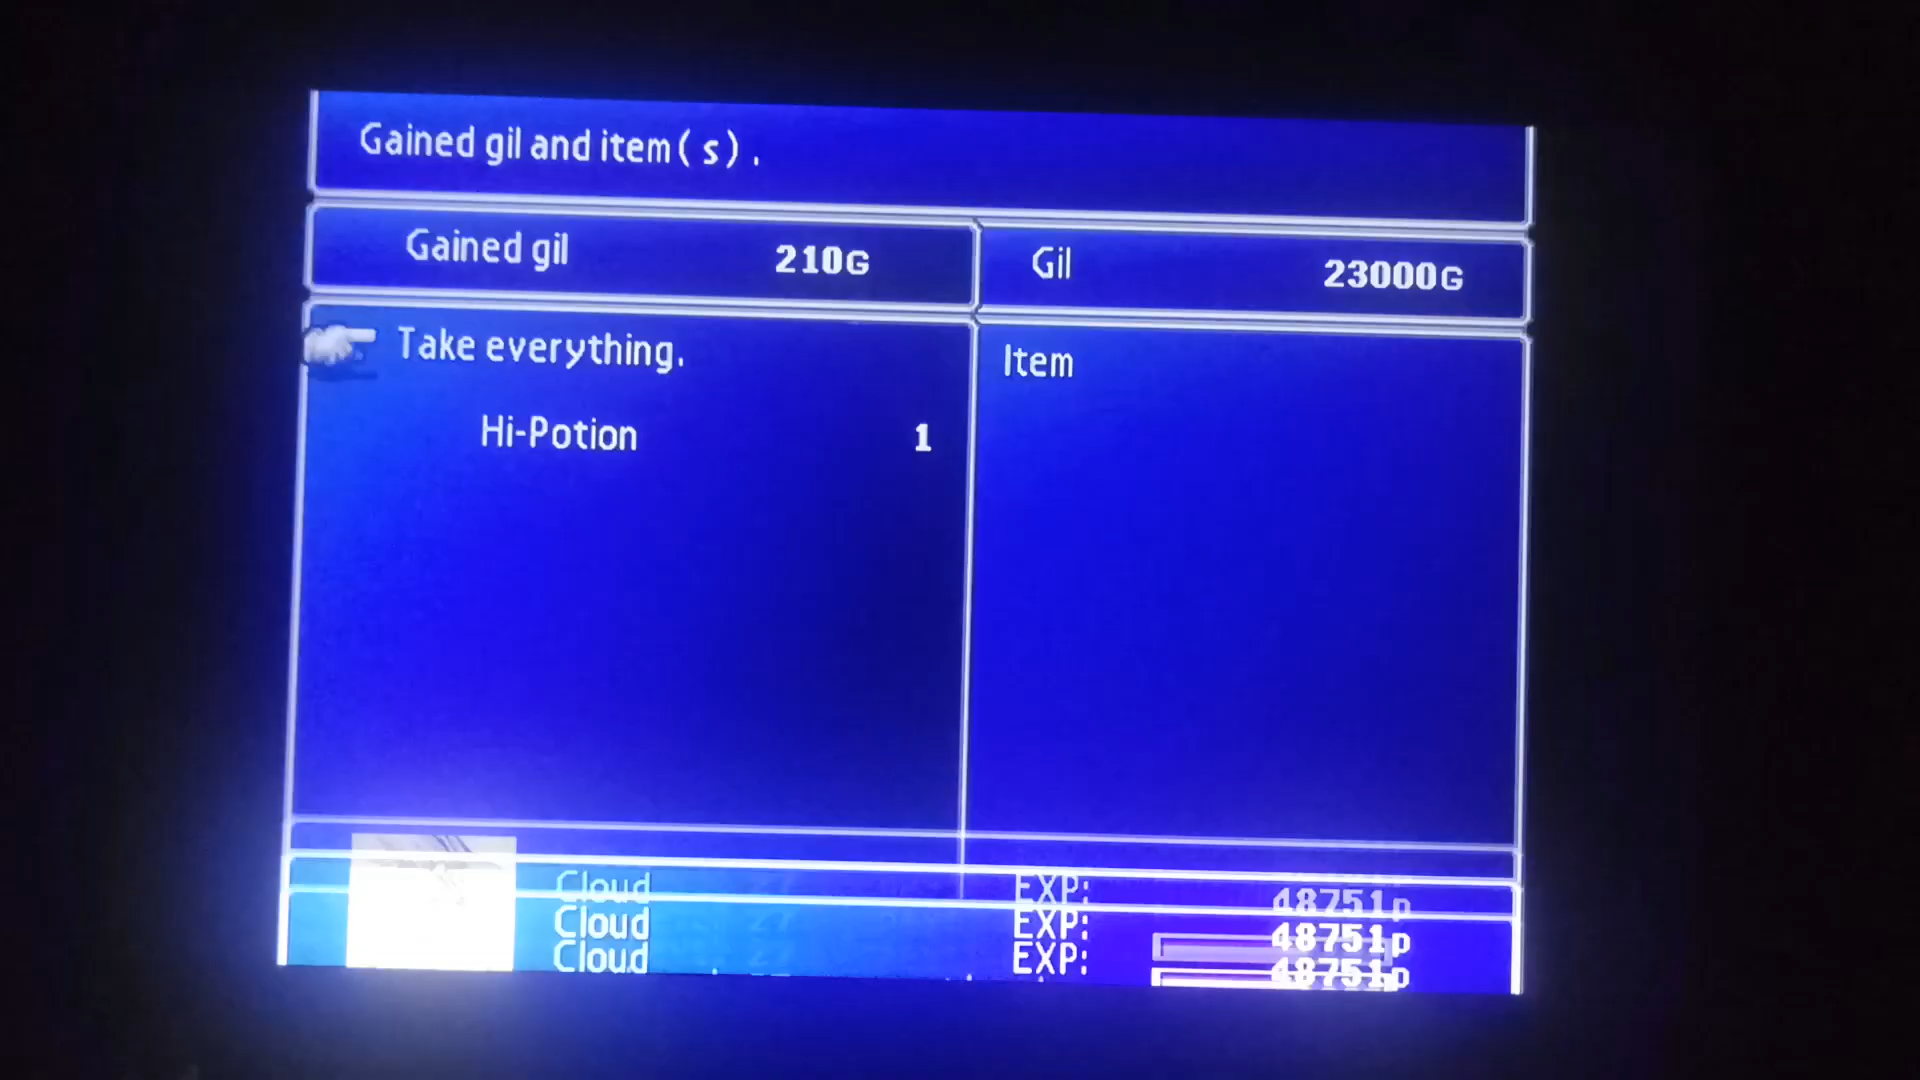 Gained gil and item(s).
Gained gil 210G
Gil 23000G
Take everything.
Item
Hi-Potion 1
Cloud EXP: 48751p
Cloud EXP: 48751p
Cloud EXP: 48751p